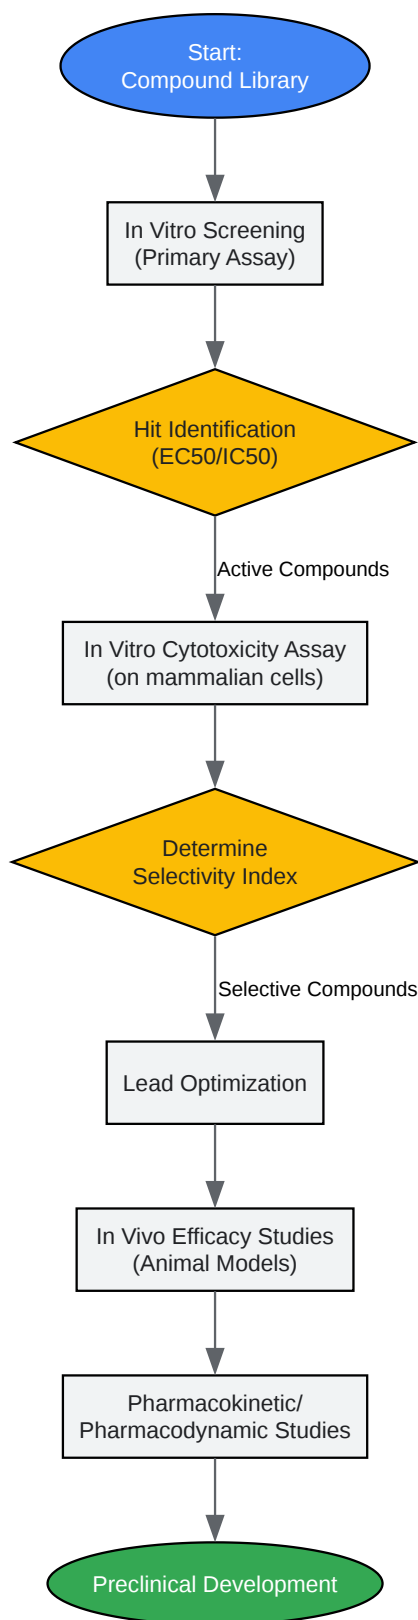 Start:
Compound Library
In Vitro Screening
(Primary Assay)
Hit Identification
(EC50/IC50)
Active Compounds
In Vitro Cytotoxicity Assay
(on mammalian cells)
Determine
Selectivity Index
Selective Compounds
Lead Optimization
In Vivo Efficacy Studies
(Animal Models)
Pharmacokinetic/
Pharmacodynamic Studies
Preclinical Development